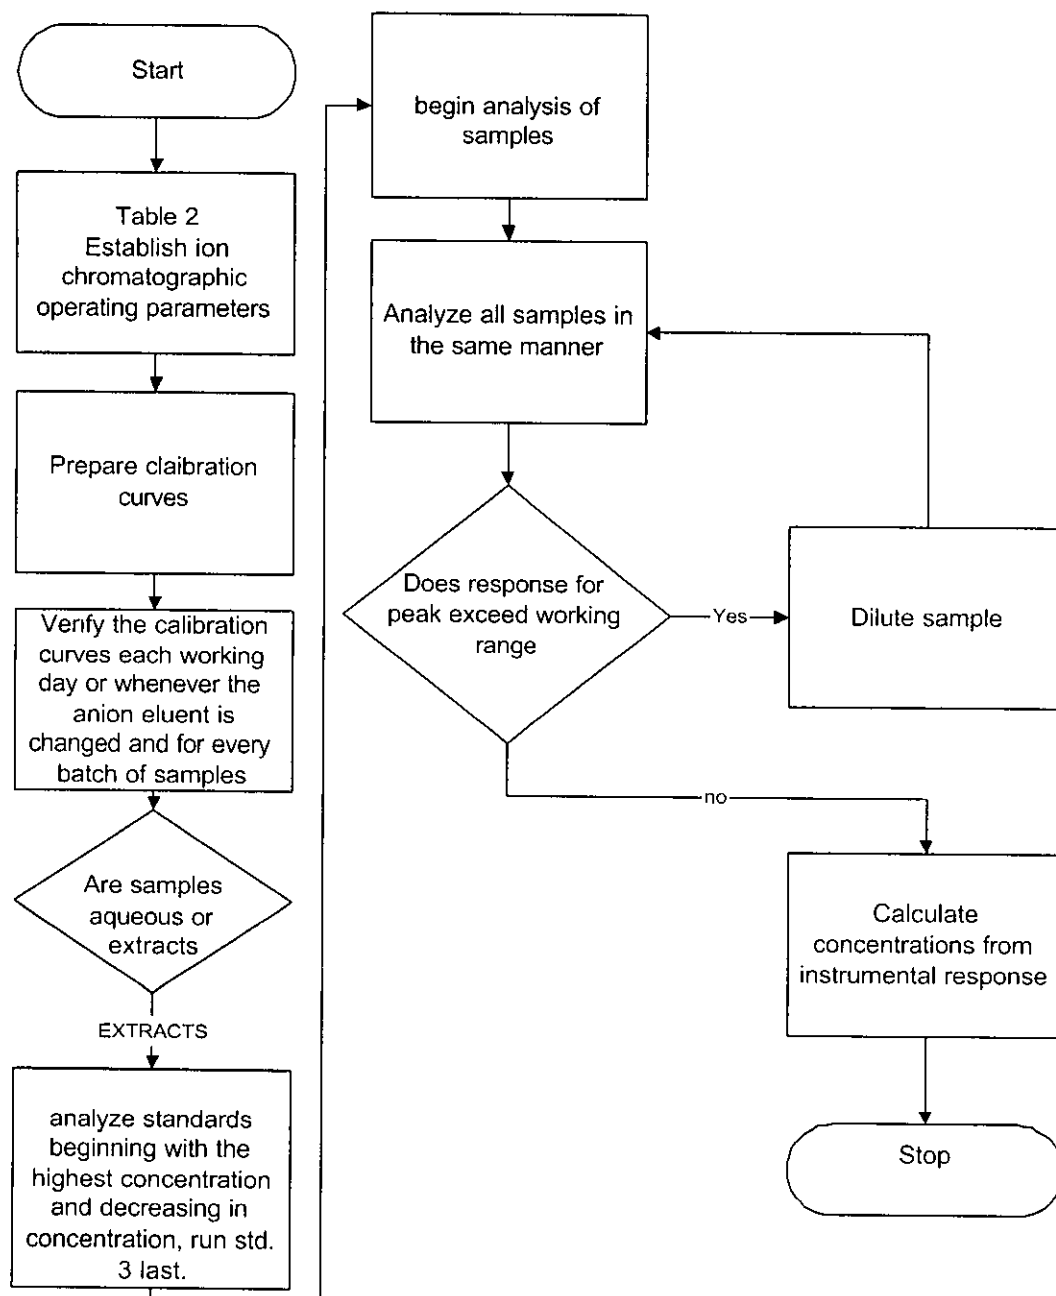 Start
Table 2
Establish ion
chromatographic
operating parameters
Prepare claibration
curves
Verify the calibration
curves each working
day or whenever the
anion eluent is
changed and for every
batch of samples
Are samples
aqueous or
extracts
EXTRACTS
analyze standards
beginning with the
highest concentration
and decreasing in
concentration, run std.
3 last.
begin analysis of
samples
Analyze all samples in
the same manner
Does response for
peak exceed working
range
Yes
Dilute sample
no
Calculate
concentrations from
instrumental response
Stop